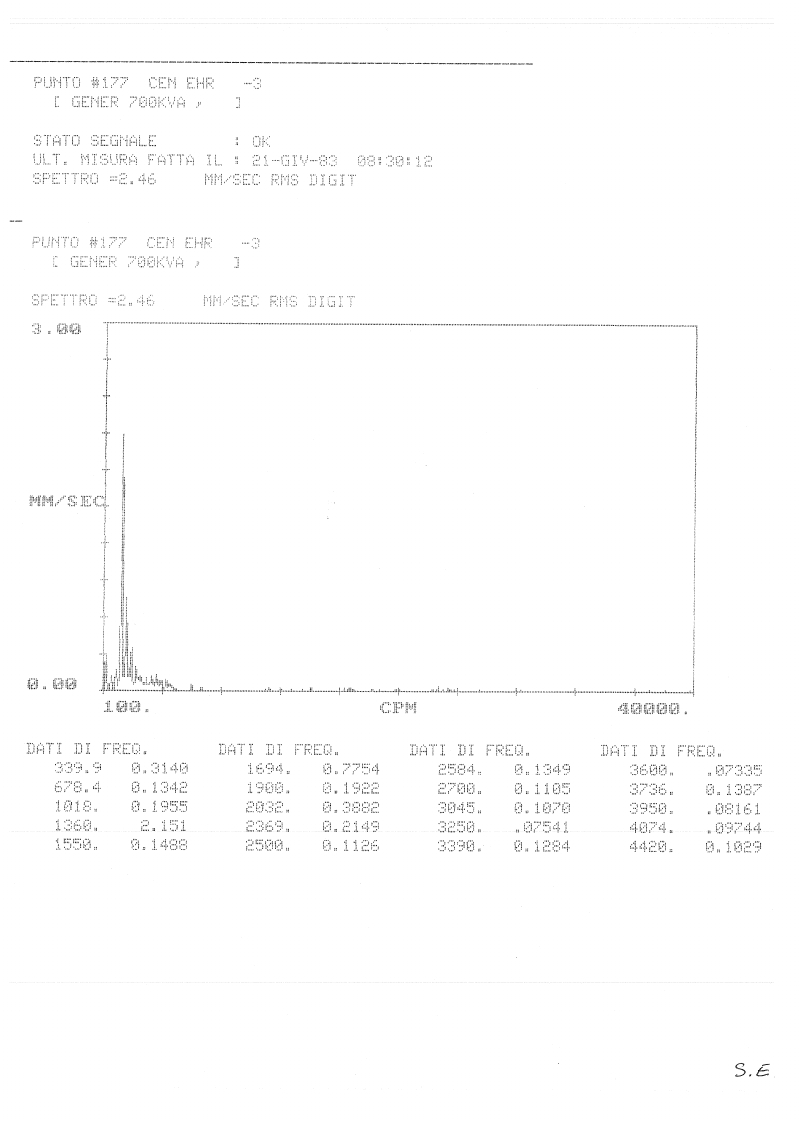 PUNTO #177 CEN EHR -3
[ GENER 700KVA , ]
STATO SEGNALE : OK
ULT. MISURA FATTA IL : 21-GIV-83 08:30:12
SPETTRO =2.46 MM/SEC RMS DIGIT
PUNTO #177 CEN EHR -3
[ GENER 700KVA , ]
SPETTRO =2.46 MM/SEC RMS DIGIT
3.00
MM/SEC
0.00
100. CPM 40000.
DATI DI FREQ. DATI DI FREQ. DATI DI FREQ. DATI DI FREQ.
339.9 0.3140 1694. 0.7754 2584. 0.1349 3600. .07335
678.4 0.1342 1900. 0.1922 2700. 0.1105 3736. 0.1387
1018. 0.1955 2032. 0.3882 3045. 0.1070 3950. .08161
1360. 2.151 2369. 0.2149 3250. .07541 4074. .09744
1550. 0.1488 2500. 0.1126 3390. 0.1284 4420. 0.1029
S.E